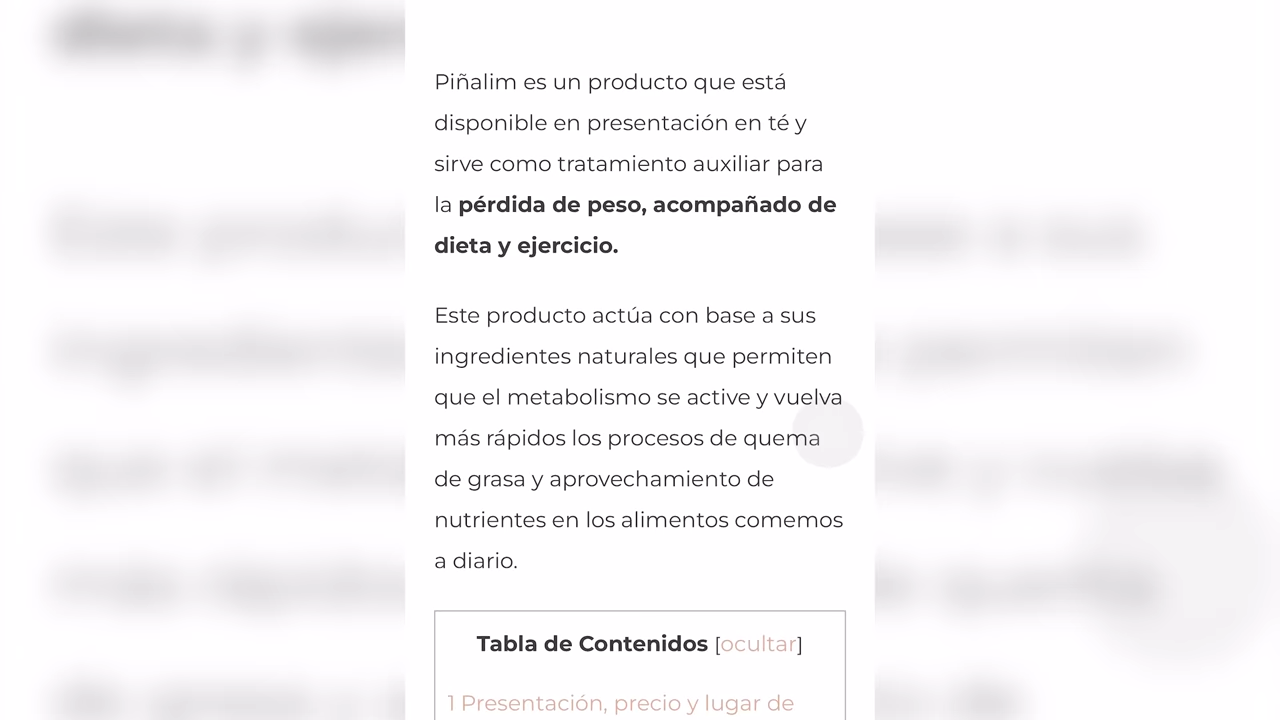 Piñalim es un producto que está
disponible en presentación en té y
sirve como tratamiento auxiliar para
la pérdida de peso, acompañado de
dieta y ejercicio.
Este producto actúa con base a sus
ingredientes naturales que permiten
que el metabolismo se active y vuelva
más rápidos los procesos de quema
de grasa y aprovechamiento de
nutrientes en los alimentos comemos
a diario.
Tabla de Contenidos [ocultar]
1 Presentación, precio y lugar de